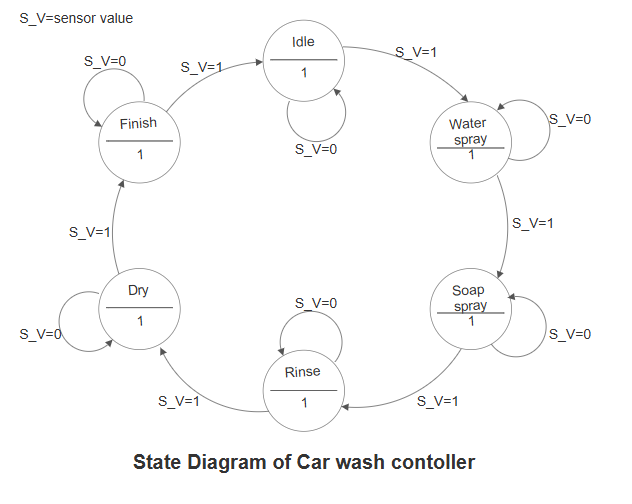 S_V=sensor value
Idle
1
S_V=1
S_V=0
S_V=1
S_V=0
Finish
1
Water
spray
1
S_V=0
S_V=1
S_V=1
Dry
1
S_V=0
Soap
spray
1
S_V=0
S_V=0
Rinse
1
S_V=1
S_V=1
State Diagram of Car wash contoller